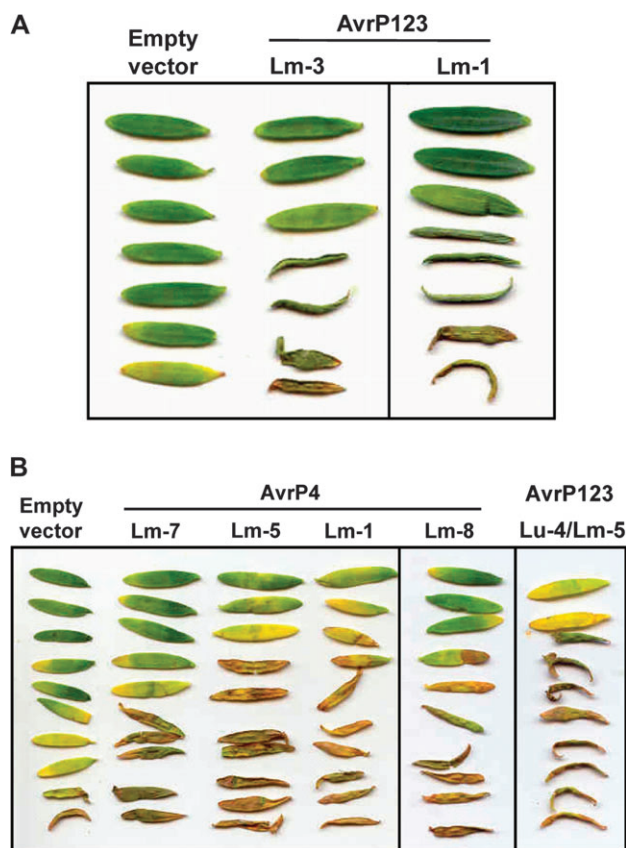 A
Empty vector
AvrP123
Lm-3
Lm-1
B
Empty vector
AvrP4
AvrP123
Lm-7
Lm-5
Lm-1
Lm-8
Lu-4/Lm-5